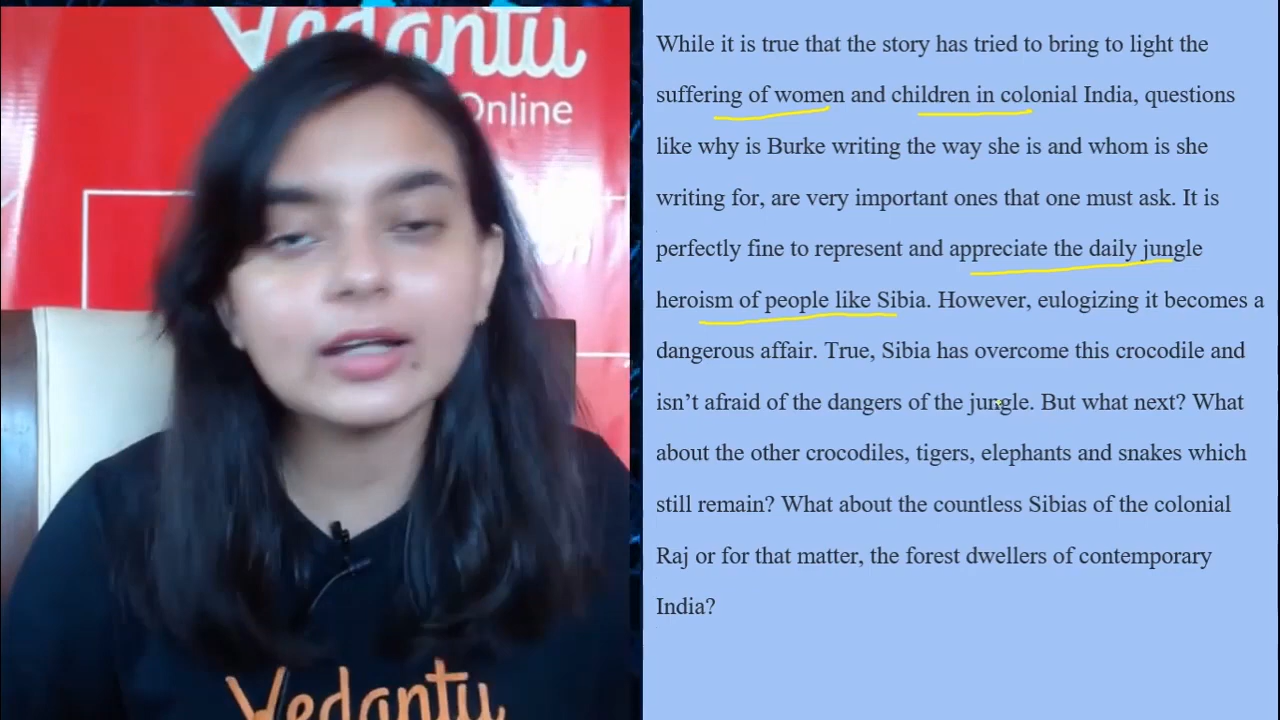 Vedantu
Online
While it is true that the story has tried to bring to light the
suffering of women and children in colonial India, questions
like why is Burke writing the way she is and whom is she
writing for, are very important ones that one must ask. It is
perfectly fine to represent and appreciate the daily jungle
heroism of people like Sibia. However, eulogizing it becomes a
dangerous affair. True, Sibia has overcome this crocodile and
isn’t afraid of the dangers of the jungle. But what next? What
about the other crocodiles, tigers, elephants and snakes which
still remain? What about the countless Sibias of the colonial
Raj or for that matter, the forest dwellers of contemporary
India?
Vedantu